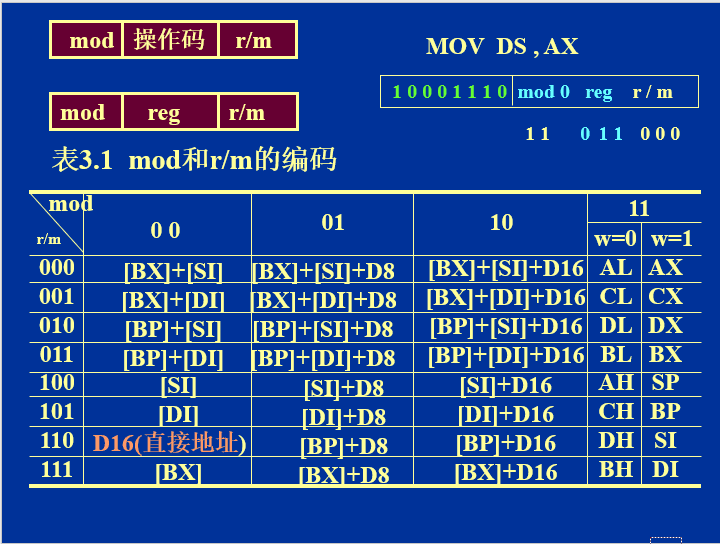 mod 操作码 r/m
MOV DS , AX
1 0 0 0 1 1 1 0 mod 0 reg r / m
mod reg r/m
1 1 0 1 1 0 0 0
表3.1 mod和r/m的编码
mod
r/m
0 0 01 10 11
w=0 w=1
000 [BX]+[SI] [BX]+[SI]+D8 [BX]+[SI]+D16 AL AX
001 [BX]+[DI] [BX]+[DI]+D8 [BX]+[DI]+D16 CL CX
010 [BP]+[SI] [BP]+[SI]+D8 [BP]+[SI]+D16 DL DX
011 [BP]+[DI] [BP]+[DI]+D8 [BP]+[DI]+D16 BL BX
100 [SI] [SI]+D8 [SI]+D16 AH SP
101 [DI] [DI]+D8 [DI]+D16 CH BP
110 D16(直接地址) [BP]+D8 [BP]+D16 DH SI
111 [BX] [BX]+D8 [BX]+D16 BH DI